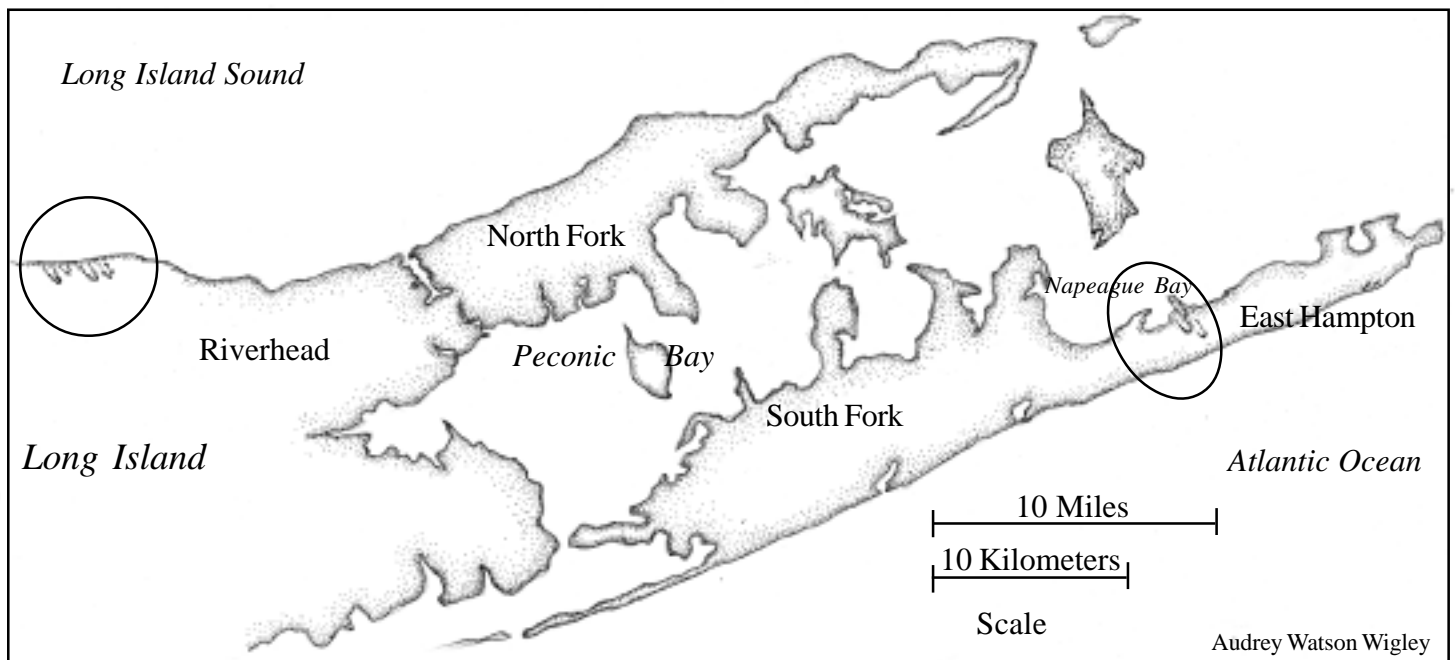 Long Island Sound
North Fork
Napeague Bay
East Hampton
Riverhead
Peconic Bay
South Fork
Long Island
Atlantic Ocean
10 Miles
10 Kilometers
Scale
Audrey Watson Wigley